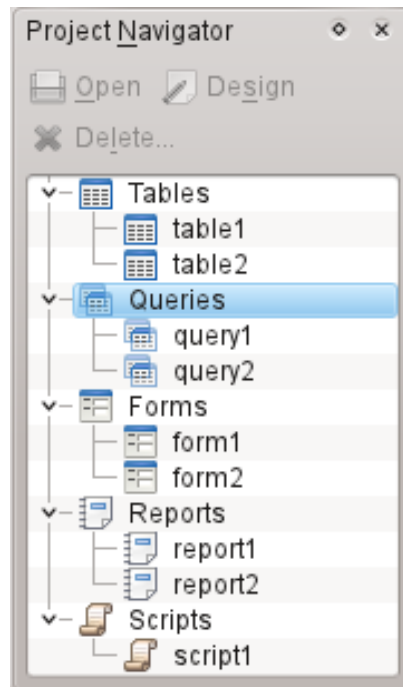 Project Navigator
Open Design
Delete...
Tables
table1
table2
Queries
query1
query2
Forms
form1
form2
Reports
report1
report2
Scripts
script1